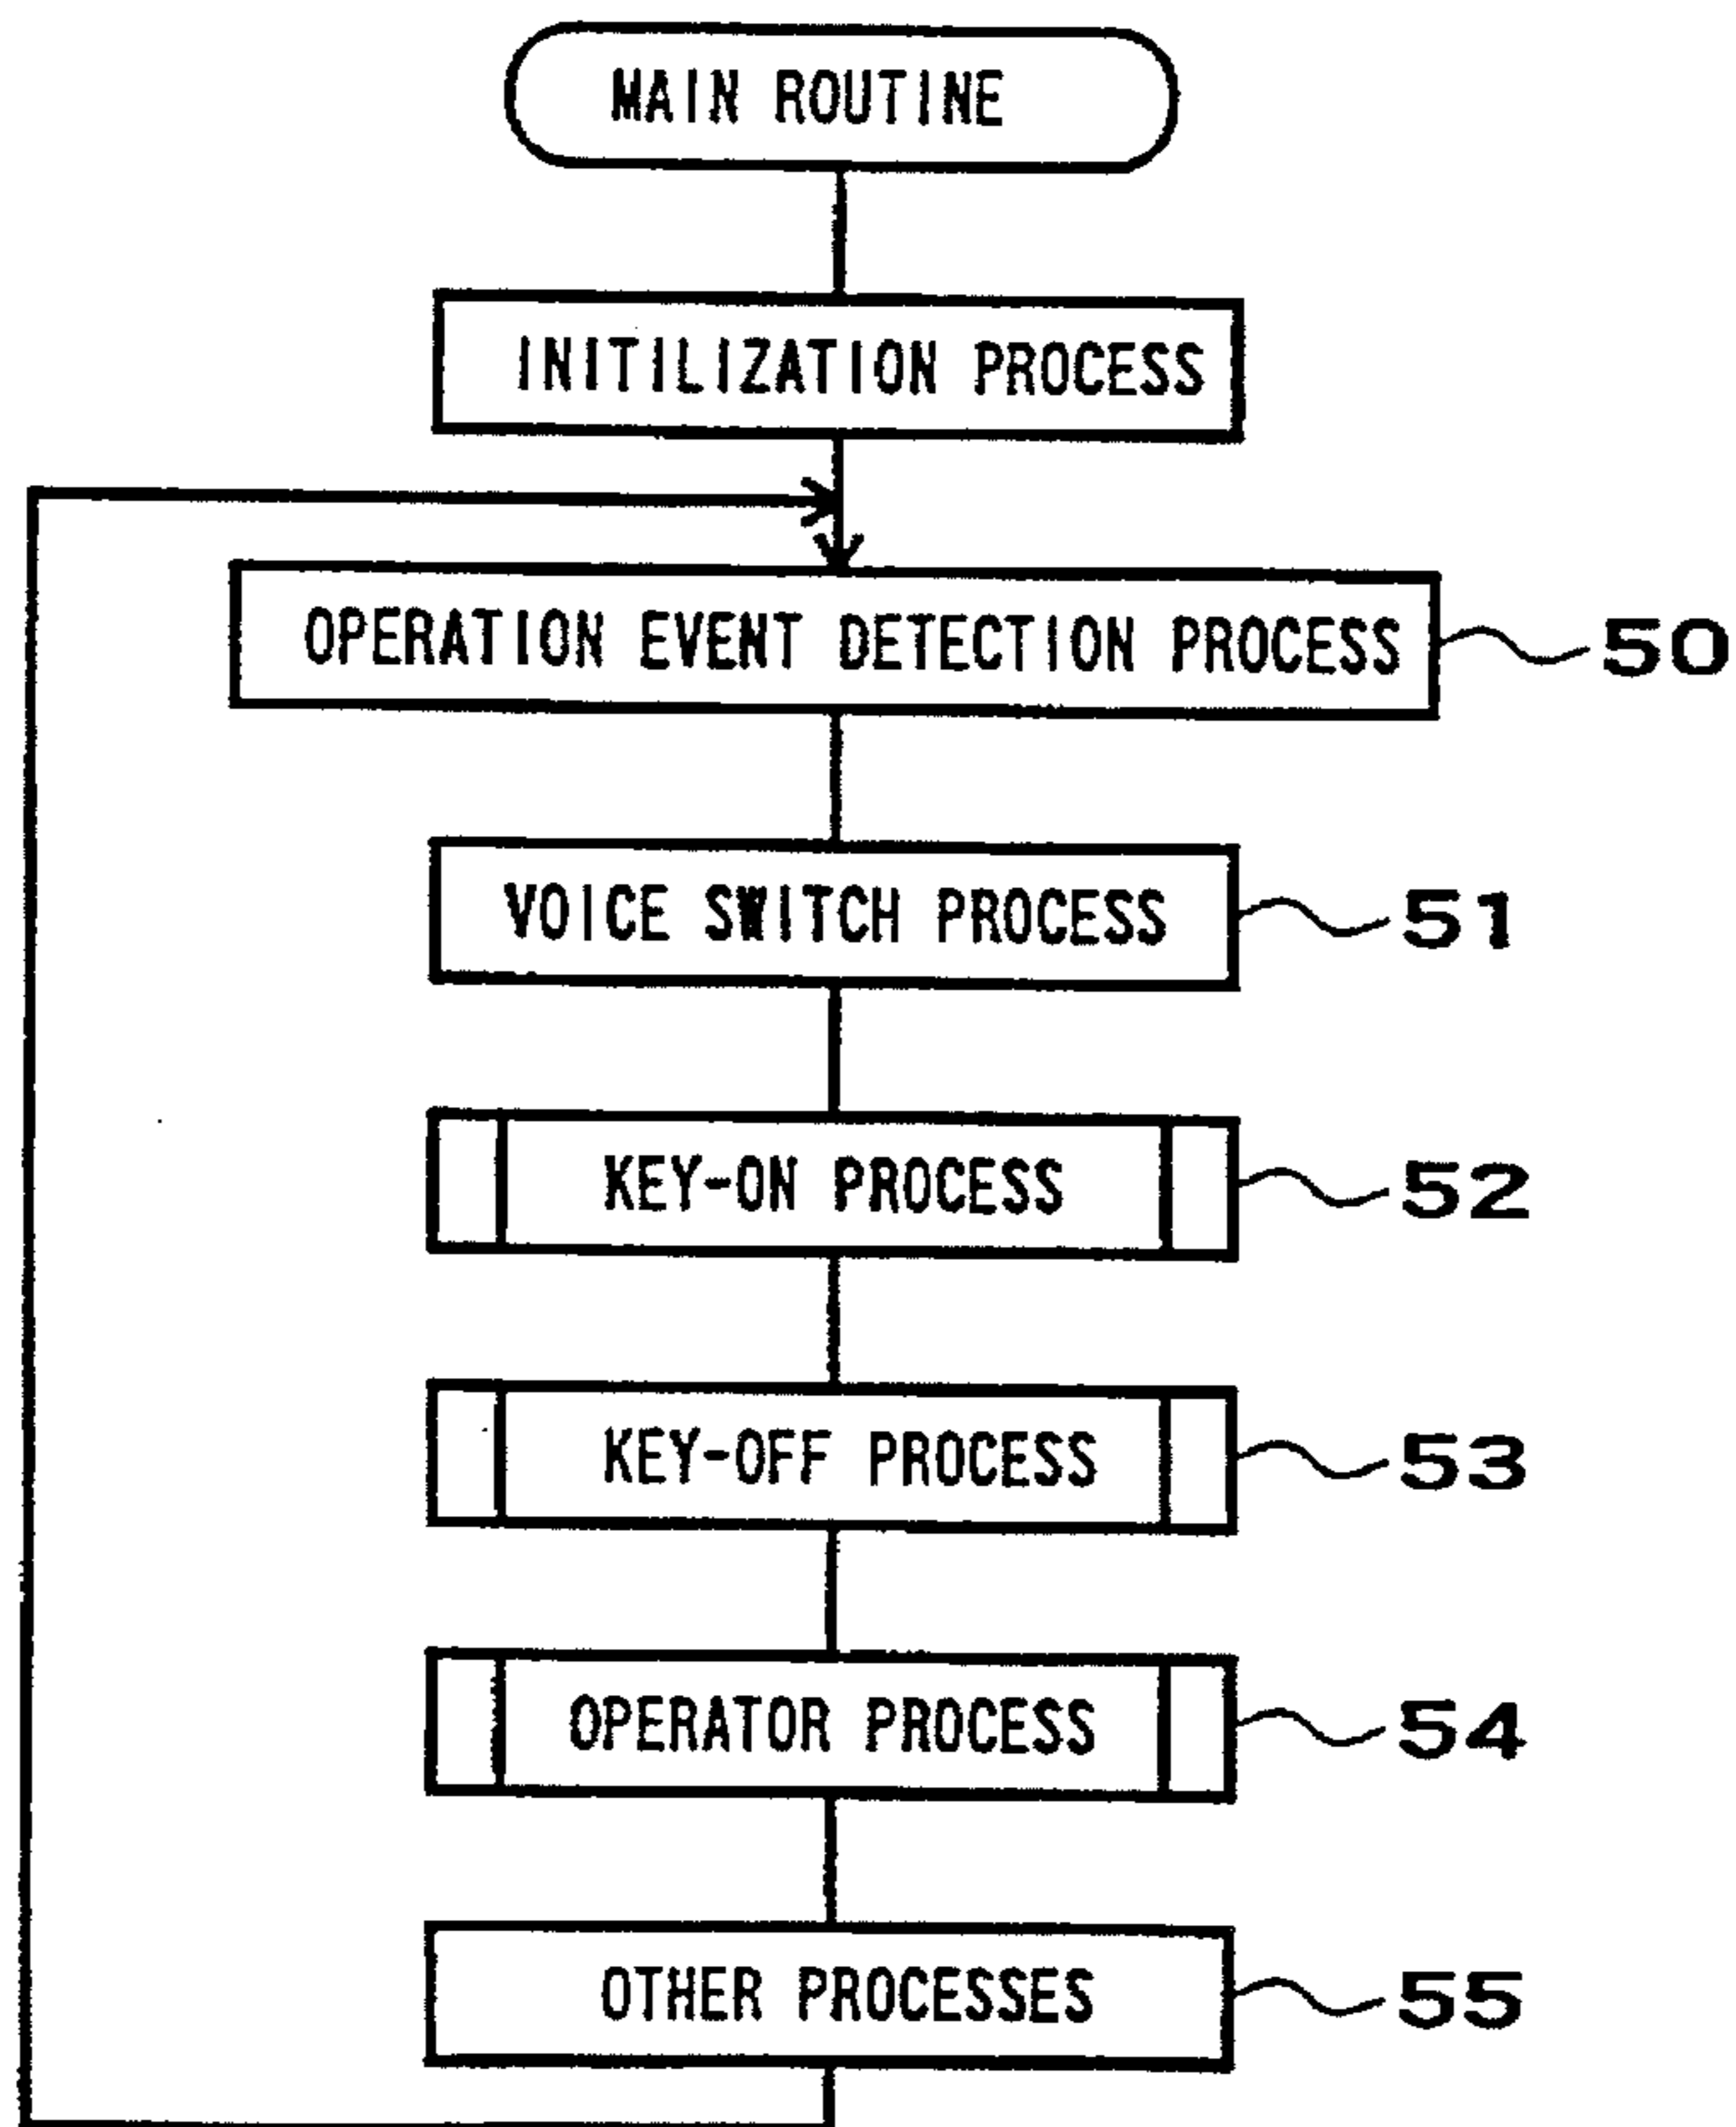 MAIN ROUTINE
INITILIZATION PROCESS
OPERATION EVENT DETECTION PROCESS 50
VOICE SWITCH PROCESS 51
KEY-ON PROCESS 52
KEY-OFF PROCESS 53
OPERATOR PROCESS 54
OTHER PROCESSES 55